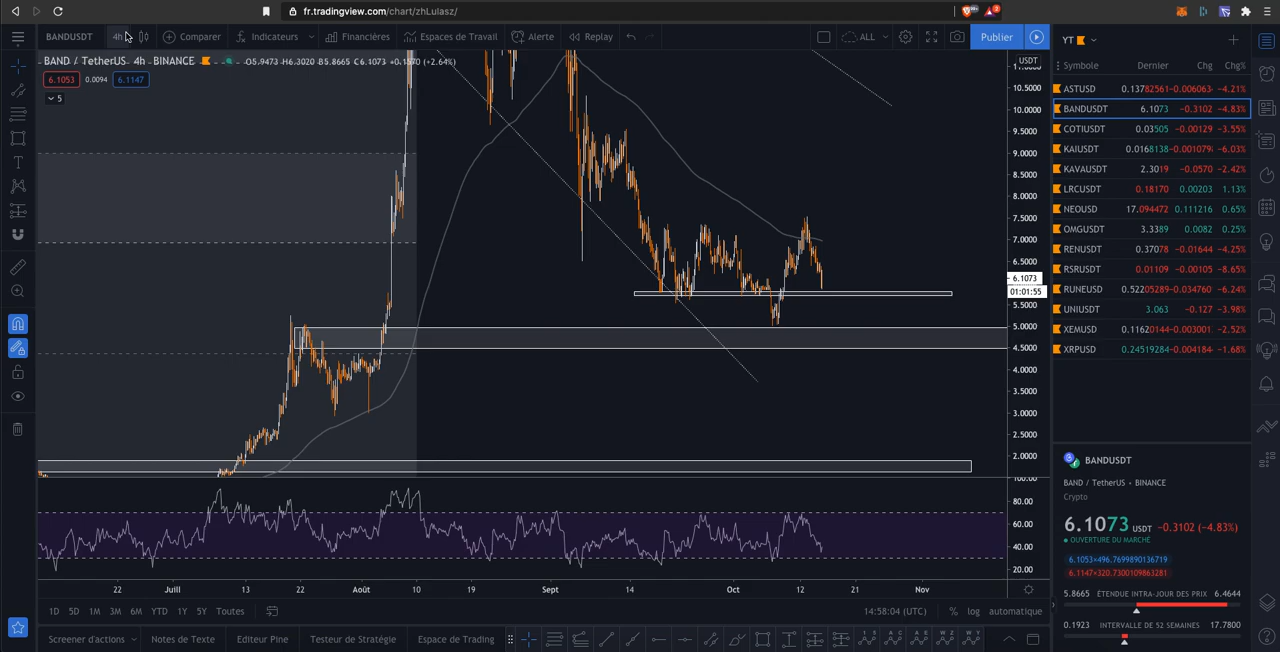 fr.tradingview.com/chart/zhLulasz/
BANDUSDT 4h Comparer Indicateurs Financières Espaces de Travail Alerte Replay ALL Publier
YT
BAND / TetherUS 4h BINANCE O5.9473 H6.3020 B5.8665 C6.1073 +0.1570 (+2.64%)
6.1053 0.0094 6.1147
5
USDT
10.5000
10.0000
9.5000
9.0000
8.5000
8.0000
7.5000
7.0000
6.5000
6.1073
01:01:55
5.5000
5.0000
4.5000
4.0000
3.5000
3.0000
2.5000
2.0000
100.00
80.00
60.00
40.00
20.00
22 Juill 13 22 Août 10 19 Sept 14 Oct 12 21 Nov
1D 5D 1M 3M 6M YTD 1Y 5Y Toutes 14:58:04 (UTC) % log automatique
Screener d'actions Notes de Texte Editeur Pine Testeur de Stratégie Espace de Trading
Symbole Dernier Chg Chg%
ASTUSD 0.13782561 -0.006063 -4.21%
BANDUSDT 6.1073 -0.3102 -4.83%
COTIUSDT 0.03505 -0.00129 -3.55%
KAIUSDT 0.0168138 -0.001079 -6.03%
KAVAUSDT 2.3019 -0.0570 -2.42%
LRCUSDT 0.18170 0.00203 1.13%
NEOUSD 17.094472 0.111216 0.65%
OMGUSDT 3.3389 0.0082 0.25%
RENUSDT 0.37078 -0.01644 -4.25%
RSRUSDT 0.01109 -0.00105 -8.65%
RUNEUSD 0.52205289 -0.034760 -6.24%
UNIUSDT 3.063 -0.127 -3.98%
XEMUSD 0.11620144 -0.003001 -2.52%
XRPUSD 0.24519284 -0.004184 -1.68%
BANDUSDT
BAND / TetherUS • BINANCE
Crypto
6.1073 USDT -0.3102 (-4.83%)
OUVERTURE DU MARCHÉ
6.1053×496.7699890136719
6.1147×320.7300109863281
5.8665 ÉTENDUE INTRA-JOUR DES PRIX 6.4644
0.1923 INTERVALLE DE 52 SEMAINES 17.7800